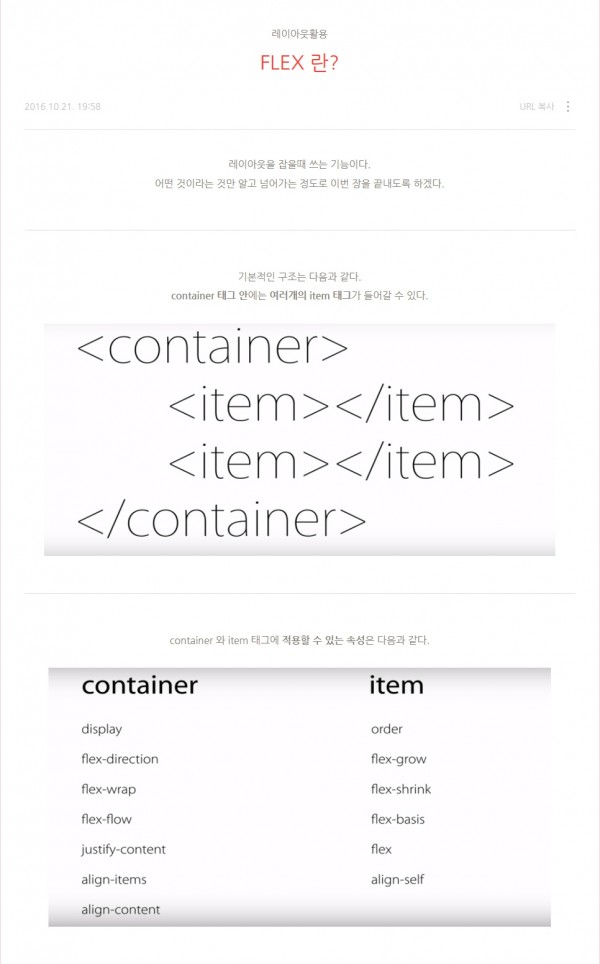 레이아웃활용
FLEX 란?
2016.10.21. 19:58
URL 복사
레이아웃을 잡을때 쓰는 기능이다.
어떤 것이라는 것만 알고 넘어가는 정도로 이번 장을 끝내도록 하겠다.
기본적인 구조는 다음과 같다.
container 태그 안에는 여러개의 item 태그가 들어갈 수 있다.
<container>
<item></item>
<item></item>
</container>
container 와 item 태그에 적용할 수 있는 속성은 다음과 같다.
container
display
flex-direction
flex-wrap
flex-flow
justify-content
align-items
align-content
item
order
flex-grow
flex-shrink
flex-basis
flex
align-self